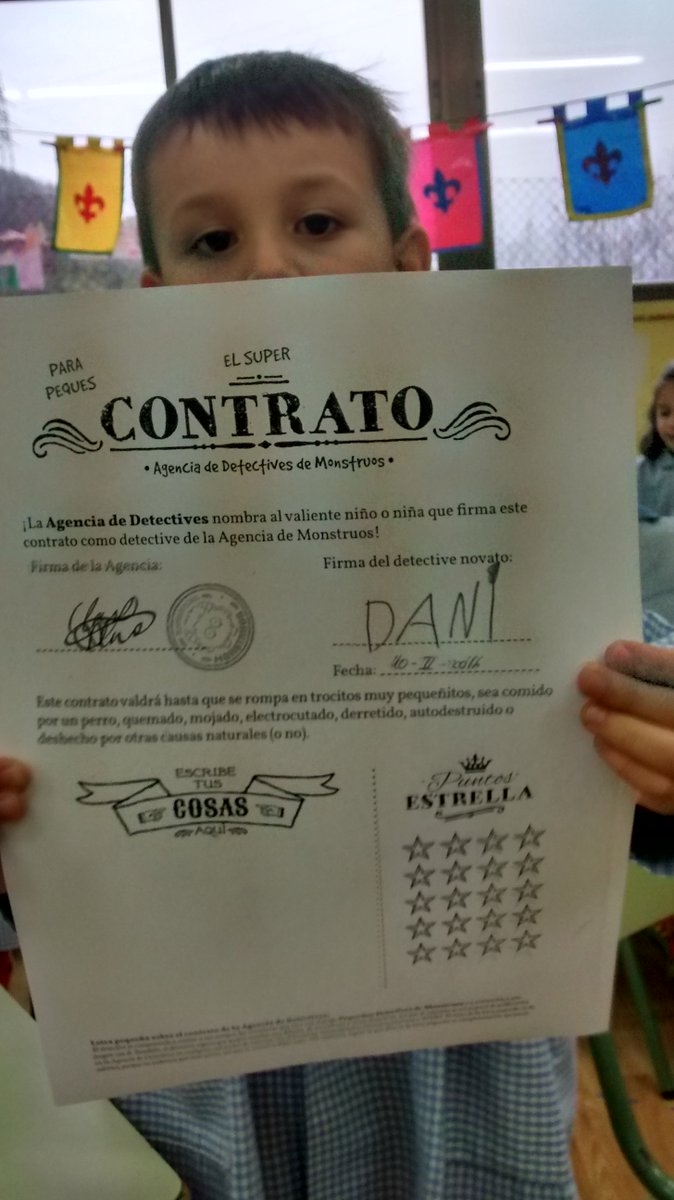 PARA
PEQUES
EL SUPER
CONTRATO
• Agencia de Detectives de Monstruos •
¡La Agencia de Detectives nombra al valiente niño o niña que firma este
contrato como detective de la Agencia de Monstruos!
Firma de la Agencia:
Firma del detective novato:
DANI
Fecha: 10-II-2016
Este contrato valdrá hasta que se rompa en trocitos muy pequeñitos, sea comido
por un perro, quemado, mojado, electrocutado, derretido, autodestruido o
deshecho por otras causas naturales (o no).
ESCRIBE
TUS
COSAS
AQUÍ
Puntos
ESTRELLA